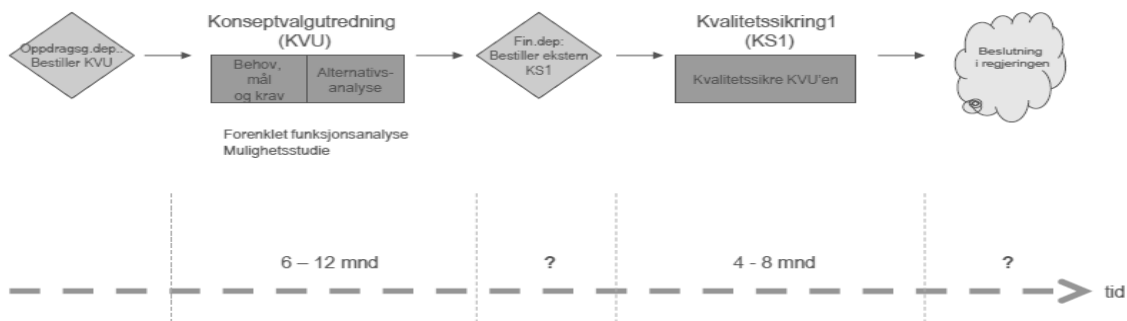 Oppdragsg.dep..
Bestiller KVU
Konseptvalgutredning
(KVU)
Behov,
mål
og krav
Alternativs-
analyse
Forenklet funksjonsanalyse
Mulighetsstudie
Fin.dep:
Bestiller ekstern
KS1
Kvalitetssikring1
(KS1)
Kvalitetssikre KVU'en
Beslutning
i regjeringen
6 – 12 mnd
?
4 - 8 mnd
?
tid